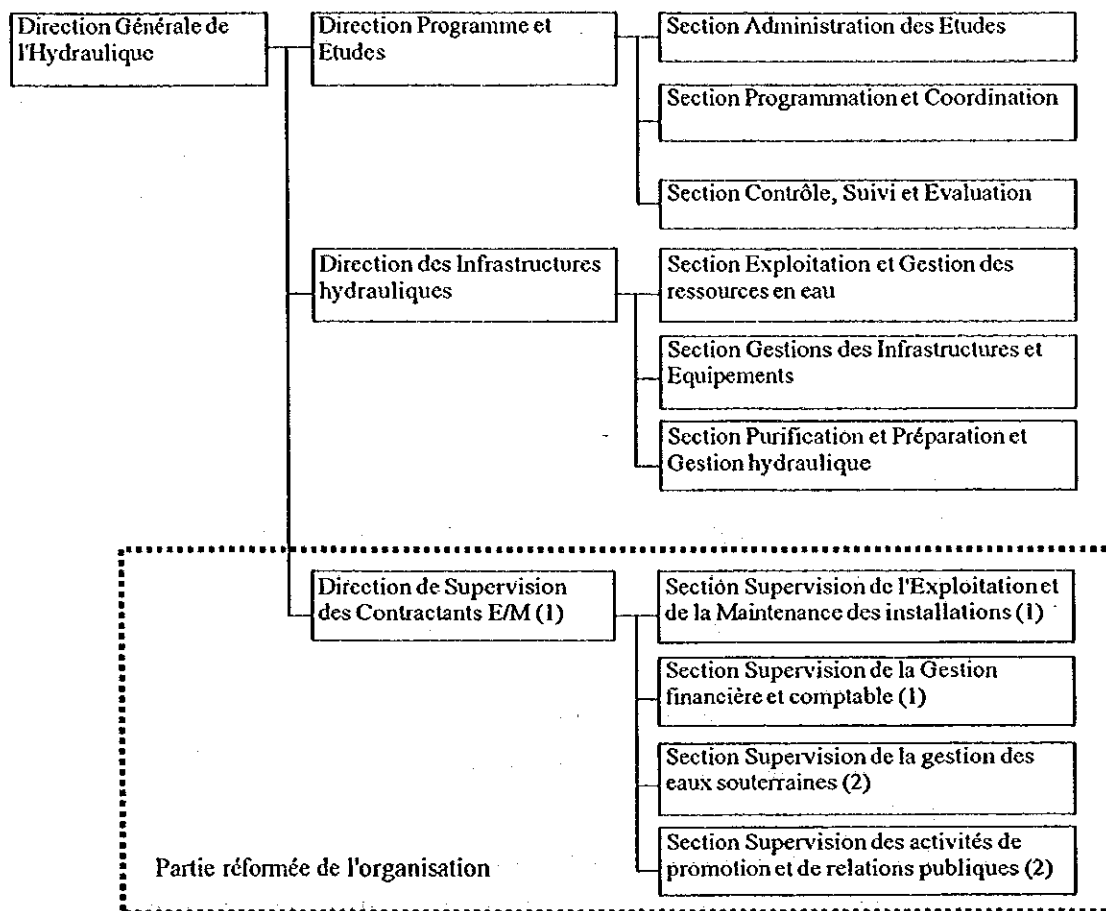 Direction Générale de
l'Hydraulique
Direction Programme et
Etudes
Section Administration des Etudes
Section Programmation et Coordination
Section Contrôle, Suivi et Evaluation
Direction des Infrastructures
hydrauliques
Section Exploitation et Gestion des
ressources en eau
Section Gestions des Infrastructures et
Equipements
Section Purification et Préparation et
Gestion hydraulique
Direction de Supervision
des Contractants E/M (1)
Section Supervision de l'Exploitation et
de la Maintenance des installations (1)
Section Supervision de la Gestion
financière et comptable (1)
Section Supervision de la gestion des
eaux souterraines (2)
Section Supervision des activités de
promotion et de relations publiques (2)
Partie réformée de l'organisation